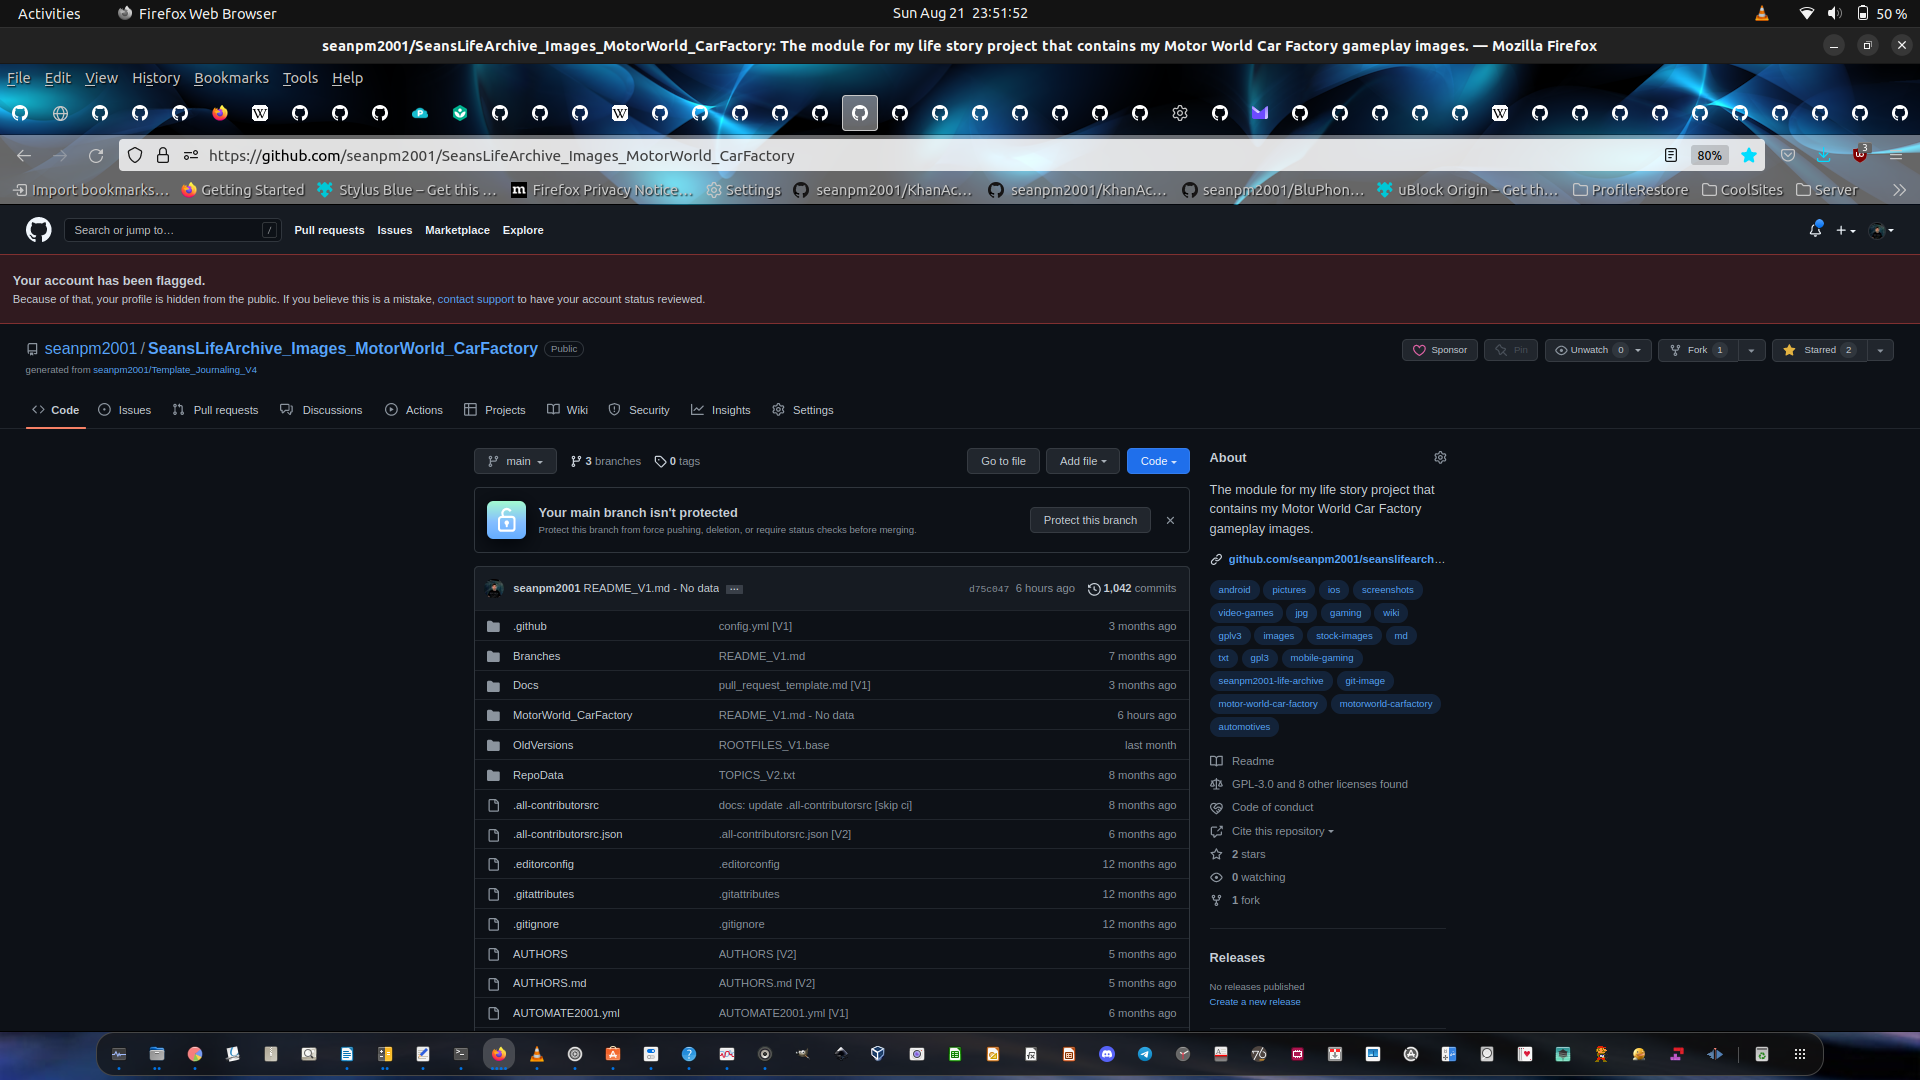 Activities
Firefox Web Browser
Sun Aug 21  23:51:52
50 %
seanpm2001/SeansLifeArchive_Images_MotorWorld_CarFactory: The module for my life story project that contains my Motor World Car Factory gameplay images. — Mozilla Firefox
File Edit View History Bookmarks Tools Help
https://github.com/seanpm2001/SeansLifeArchive_Images_MotorWorld_CarFactory
80%
3
Import bookmarks… Getting Started Stylus Blue – Get this … Firefox Privacy Notice… Settings seanpm2001/KhanAc… seanpm2001/KhanAc… seanpm2001/BluPhon… uBlock Origin – Get th… ProfileRestore CoolSites Server
Search or jump to… /
Pull requests Issues Marketplace Explore
Your account has been flagged.
Because of that, your profile is hidden from the public. If you believe this is a mistake, contact support to have your account status reviewed.
seanpm2001 / SeansLifeArchive_Images_MotorWorld_CarFactory Public
Sponsor Pin Unwatch 0 Fork 1 Starred 2
generated from seanpm2001/Template_Journaling_V4
Code Issues Pull requests Discussions Actions Projects Wiki Security Insights Settings
main 3 branches 0 tags Go to file Add file Code
Your main branch isn't protected
Protect this branch from force pushing, deletion, or require status checks before merging.
Protect this branch
seanpm2001 README_V1.md - No data … d75c047 6 hours ago 1,042 commits
.github config.yml [V1] 3 months ago
Branches README_V1.md 7 months ago
Docs pull_request_template.md [V1] 3 months ago
MotorWorld_CarFactory README_V1.md - No data 6 hours ago
OldVersions ROOTFILES_V1.base last month
RepoData TOPICS_V2.txt 8 months ago
.all-contributorsrc docs: update .all-contributorsrc [skip ci] 8 months ago
.all-contributorsrc.json .all-contributorsrc.json [V2] 6 months ago
.editorconfig .editorconfig 12 months ago
.gitattributes .gitattributes 12 months ago
.gitignore .gitignore 12 months ago
AUTHORS AUTHORS [V2] 5 months ago
AUTHORS.md AUTHORS.md [V2] 5 months ago
AUTOMATE2001.yml AUTOMATE2001.yml [V1] 6 months ago
About
The module for my life story project that
contains my Motor World Car Factory
gameplay images.
github.com/seanpm2001/seanslifearch…
android pictures ios screenshots
video-games jpg gaming wiki
gplv3 images stock-images md
txt gpl3 mobile-gaming
seanpm2001-life-archive git-image
motor-world-car-factory motorworld-carfactory
automotives
Readme
GPL-3.0 and 8 other licenses found
Code of conduct
Cite this repository
2 stars
0 watching
1 fork
Releases
No releases published
Create a new release